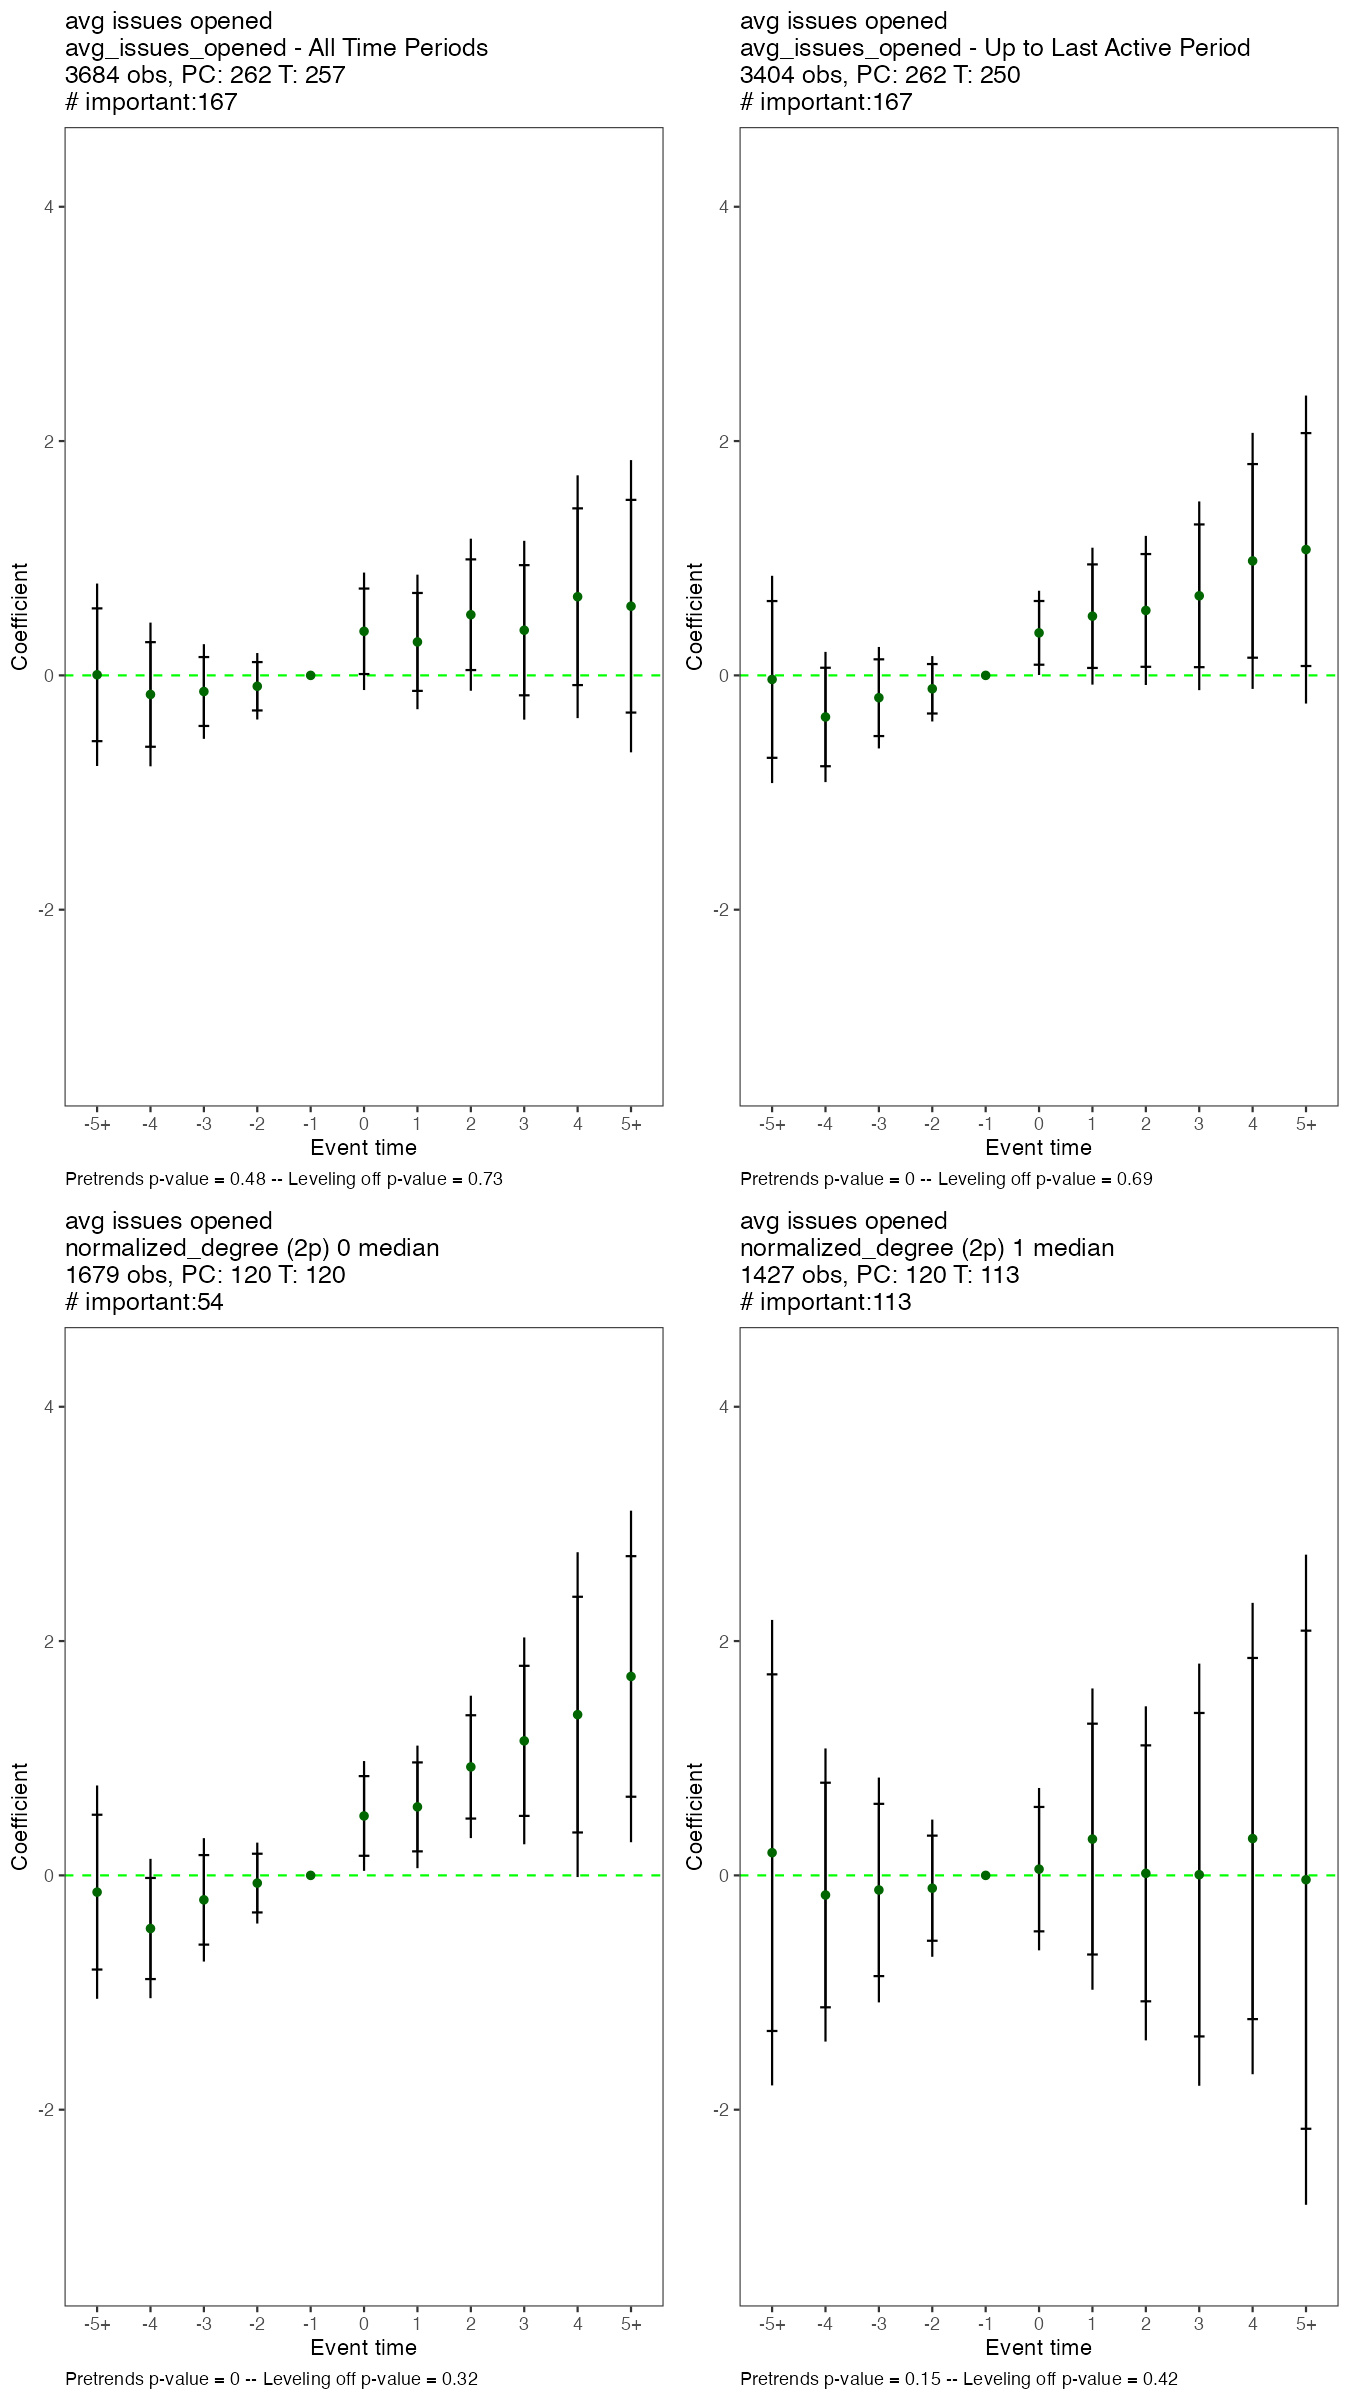 avg issues opened
avg_issues_opened - All Time Periods
3684 obs, PC: 262 T: 257
# important:167
4
2
0
-2
Coefficient
-5+ -4 -3 -2 -1 0 1 2 3 4 5+
Event time
Pretrends p-value = 0.48 -- Leveling off p-value = 0.73
avg issues opened
avg_issues_opened - Up to Last Active Period
3404 obs, PC: 262 T: 250
# important:167
4
2
0
-2
Coefficient
-5+ -4 -3 -2 -1 0 1 2 3 4 5+
Event time
Pretrends p-value = 0 -- Leveling off p-value = 0.69
avg issues opened
normalized_degree (2p) 0 median
1679 obs, PC: 120 T: 120
# important:54
4
2
0
-2
Coefficient
-5+ -4 -3 -2 -1 0 1 2 3 4 5+
Event time
Pretrends p-value = 0 -- Leveling off p-value = 0.32
avg issues opened
normalized_degree (2p) 1 median
1427 obs, PC: 120 T: 113
# important:113
4
2
0
-2
Coefficient
-5+ -4 -3 -2 -1 0 1 2 3 4 5+
Event time
Pretrends p-value = 0.15 -- Leveling off p-value = 0.42